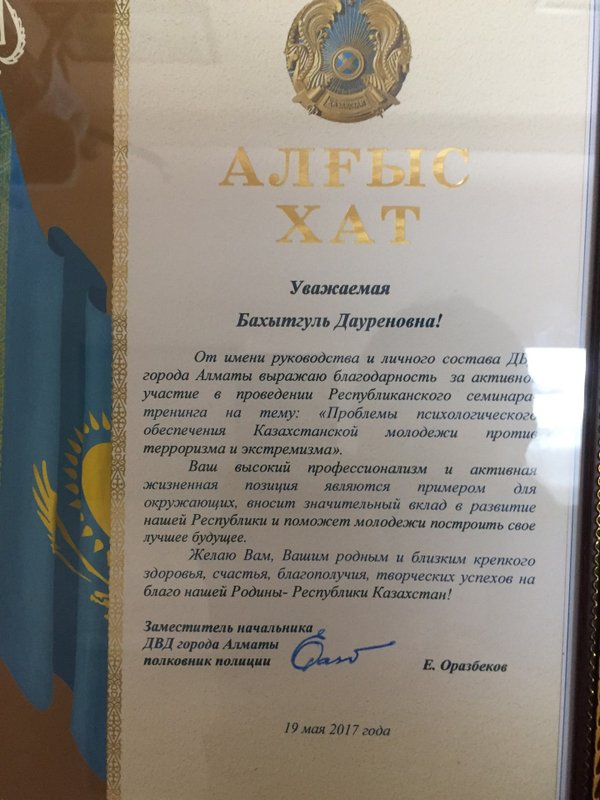 ҚАЗАҚСТАН
АЛҒЫС
ХАТ
Уважаемая
Бахытгуль Дауреновна!
От имени руководства и личного состава ДВД
города Алматы выражаю благодарность за активное
участие в проведении Республиканского семинара-
тренинга на тему: «Проблемы психологического
обеспечения Казахстанской молодежи против
терроризма и экстремизма».
Ваш высокий профессионализм и активная
жизненная позиция являются примером для
окружающих, вносит значительный вклад в развитие
нашей Республики и поможет молодежи построить свое
лучшее будущее.
Желаю Вам, Вашим родным и близким крепкого
здоровья, счастья, благополучия, творческих успехов на
благо нашей Родины- Республики Казахстан!
Заместитель начальника
ДВД города Алматы
полковник полиции
Е. Оразбеков
19 мая 2017 года